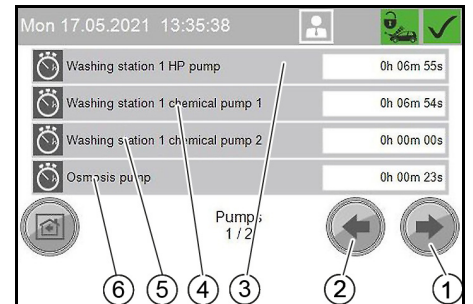 Mon 17.05.2021 13:35:38
Washing station 1 HP pump 0h 06m 55s
Washing station 1 chemical pump 1 0h 06m 54s
Washing station 1 chemical pump 2 0h 00m 00s
Osmosis pump 0h 00m 23s
Pumps
1 / 2
6 5 4 3 2 1